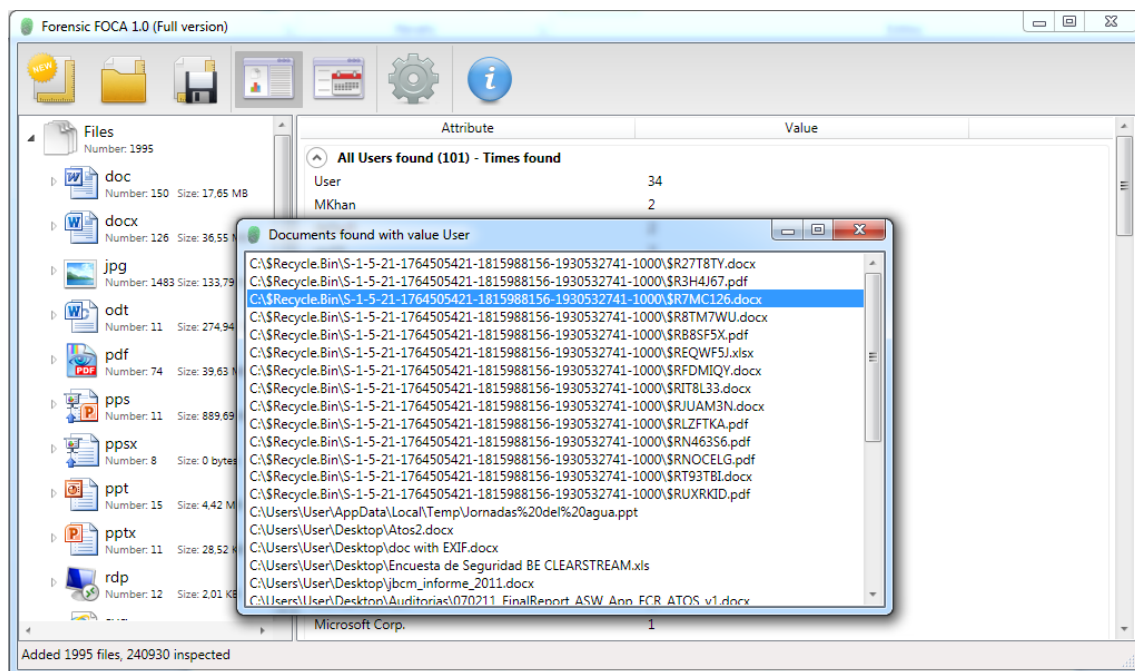 Forensic FOCA 1.0 (Full version)
NEW
Files
Number: 1995
doc
Number: 150 Size: 17,65 MB
docx
Number: 126 Size: 36,55
jpg
Number: 1483 Size: 133,79
odt
Number: 11 Size: 274,94
pdf
Number: 74 Size: 39,63
pps
Number: 11 Size: 889,69
ppsx
Number: 8 Size: 0 bytes
ppt
Number: 15 Size: 4,42 M
pptx
Number: 11 Size: 28,52
rdp
Number: 12 Size: 2,01 KB
Attribute Value
All Users found (101) - Times found
User 34
MKhan 2
Documents found with value User
C:\$Recycle.Bin\S-1-5-21-1764505421-1815988156-1930532741-1000\$R27T8TY.docx
C:\$Recycle.Bin\S-1-5-21-1764505421-1815988156-1930532741-1000\$R3H4J67.pdf
C:\$Recycle.Bin\S-1-5-21-1764505421-1815988156-1930532741-1000\$R7MC126.docx
C:\$Recycle.Bin\S-1-5-21-1764505421-1815988156-1930532741-1000\$R8TM7WU.docx
C:\$Recycle.Bin\S-1-5-21-1764505421-1815988156-1930532741-1000\$RB8SF5X.pdf
C:\$Recycle.Bin\S-1-5-21-1764505421-1815988156-1930532741-1000\$REQWF5J.xlsx
C:\$Recycle.Bin\S-1-5-21-1764505421-1815988156-1930532741-1000\$RFDMIQY.docx
C:\$Recycle.Bin\S-1-5-21-1764505421-1815988156-1930532741-1000\$RIT8L33.docx
C:\$Recycle.Bin\S-1-5-21-1764505421-1815988156-1930532741-1000\$RJUAM3N.docx
C:\$Recycle.Bin\S-1-5-21-1764505421-1815988156-1930532741-1000\$RLZFTKA.pdf
C:\$Recycle.Bin\S-1-5-21-1764505421-1815988156-1930532741-1000\$RN463S6.pdf
C:\$Recycle.Bin\S-1-5-21-1764505421-1815988156-1930532741-1000\$RNOCELG.pdf
C:\$Recycle.Bin\S-1-5-21-1764505421-1815988156-1930532741-1000\$RT93TBI.docx
C:\$Recycle.Bin\S-1-5-21-1764505421-1815988156-1930532741-1000\$RUXRKID.pdf
C:\Users\User\AppData\Local\Temp\Jornadas%20del%20agua.ppt
C:\Users\User\Desktop\Atos2.docx
C:\Users\User\Desktop\doc with EXIF.docx
C:\Users\User\Desktop\Encuesta de Seguridad BE CLEARSTREAM.xls
C:\Users\User\Desktop\jbcm_informe_2011.docx
C:\Users\User\Desktop\Auditorias\070211_FinalReport_ASW_App_ECR_ATOS_v1.docx
Microsoft Corp. 1
Added 1995 files, 240930 inspected